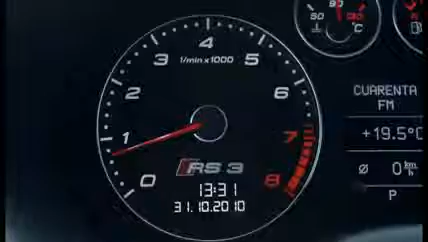 4
3
1/min x 1000
5
2
6
1
7
RS 3
0
8
13:31
31.10.2010
50
90
130
°C
CUARENTA
FM
+19.5°C
Ø 0 km/h
P